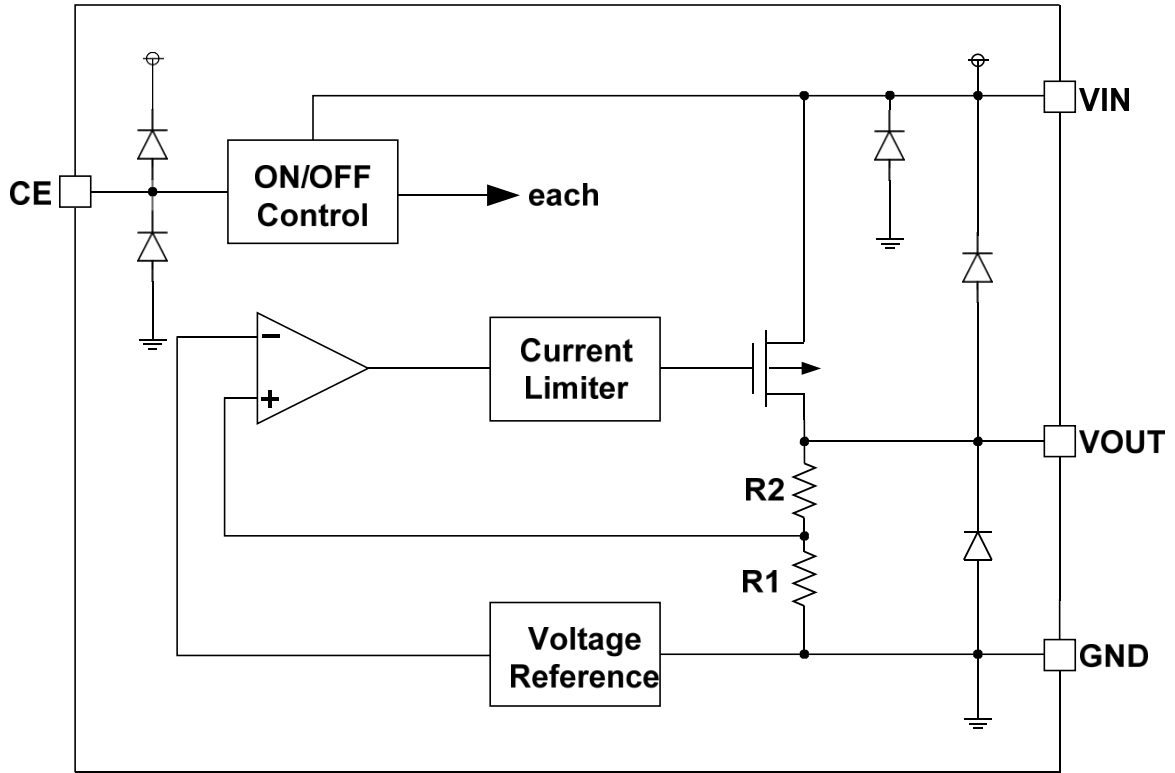 VIN
CE
ON/OFF
Control
each
-
+
Current
Limiter
VOUT
R2
R1
Voltage
Reference
GND